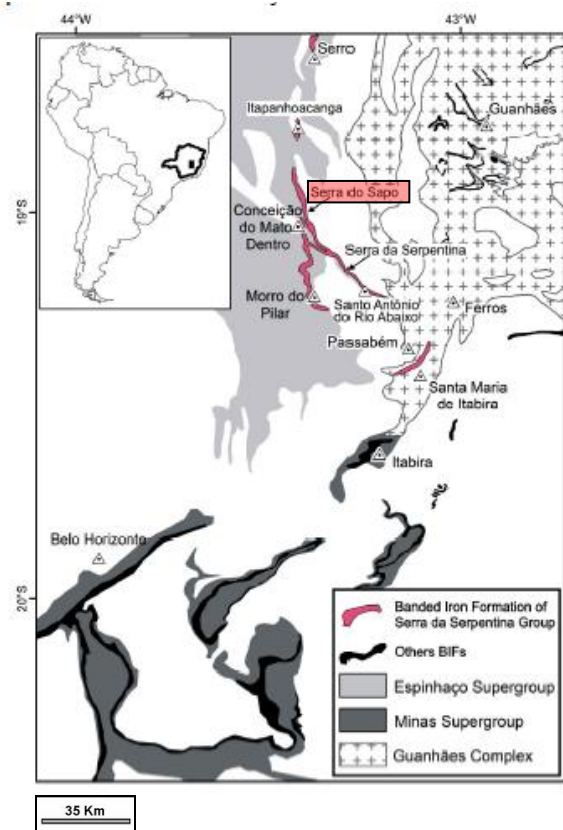 44°W
43°W
Serro
Itapanhoacanga
Guanhães
19°S
Serra do Sapo
Conceição
do Mato
Dentro
Serra da Serpentina
Morro do
Pilar
Santo Antônio
do Rio Abaixo
Ferros
Passabém
Santa Maria
de Itabira
Itabira
Belo Horizonte
20°S
Banded Iron Formation of
Serra da Serpentina Group
Others BIFs
Espinhaço Supergroup
Minas Supergroup
Guanhães Complex
35 Km